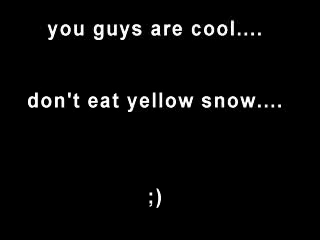 you guys are cool....
don't eat yellow snow....
;)